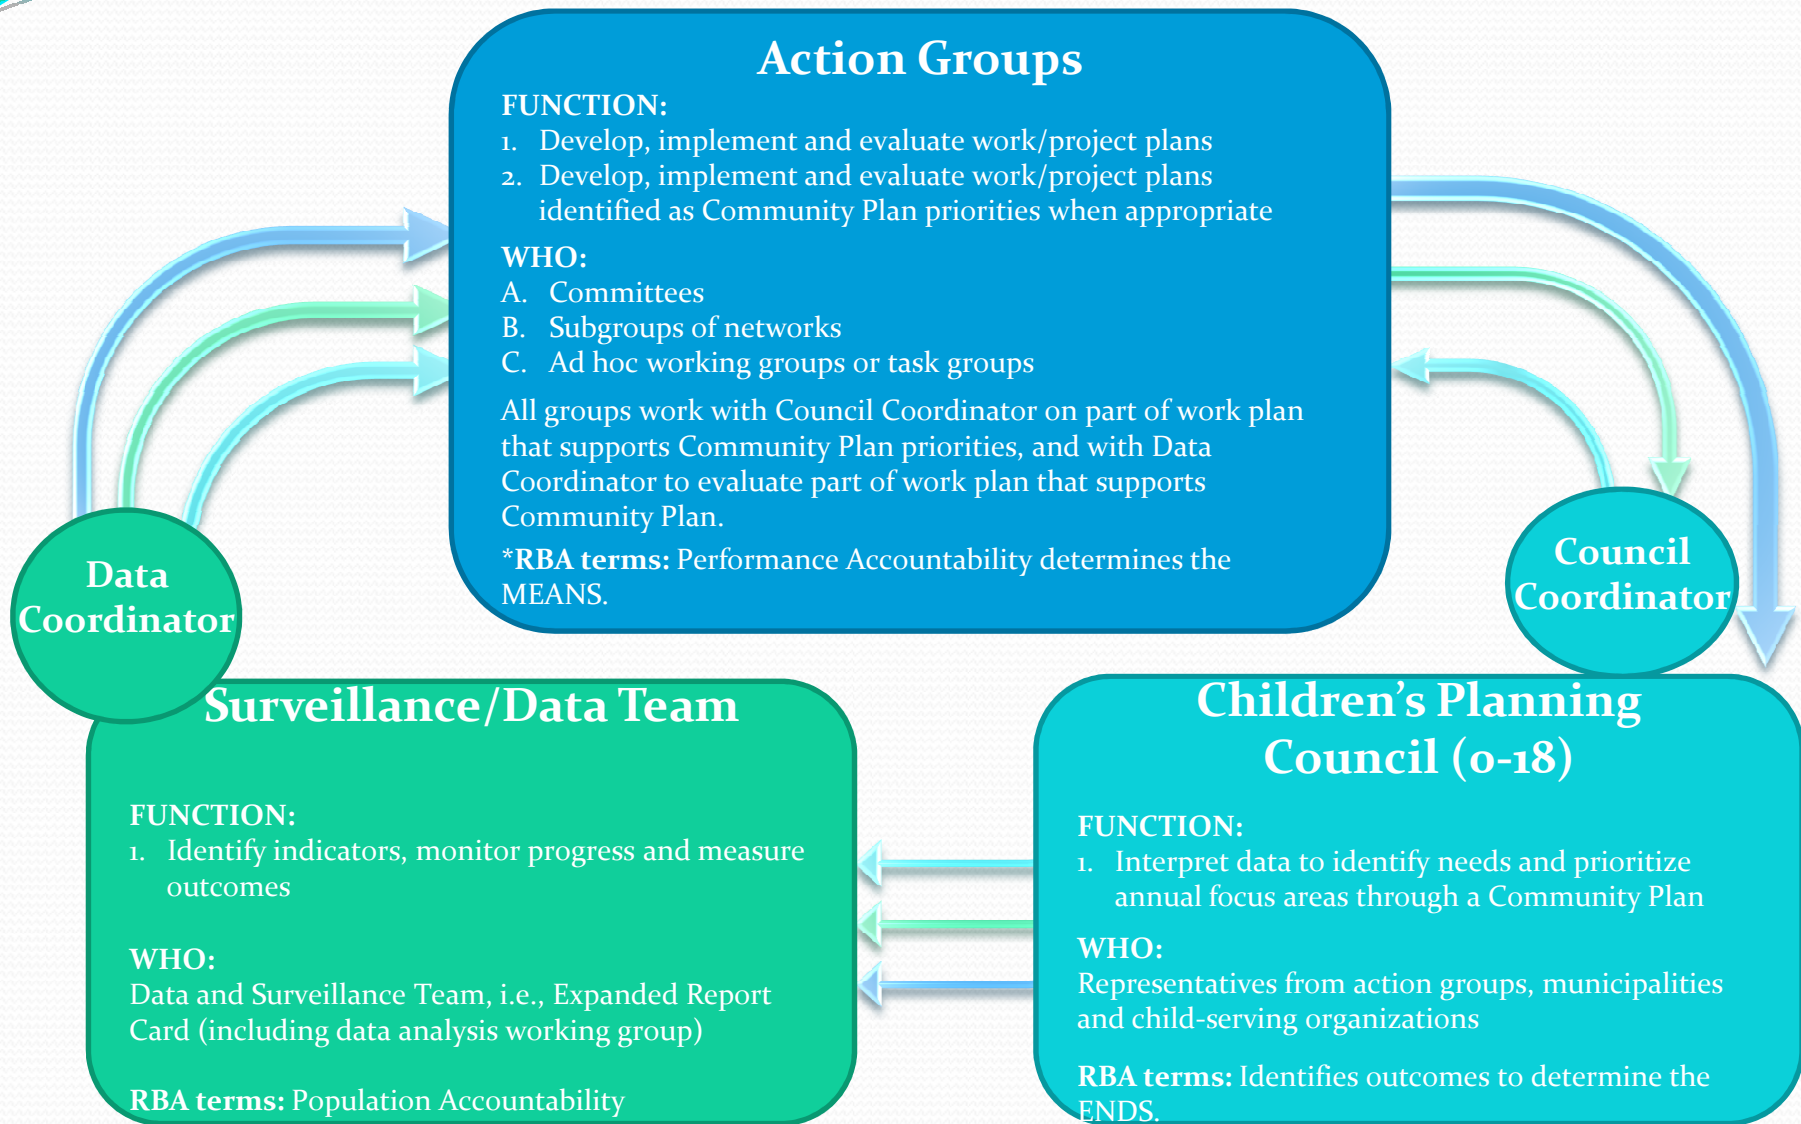 Action Groups
FUNCTION:
1. Develop, implement and evaluate work/project plans
2. Develop, implement and evaluate work/project plans
identified as Community Plan priorities when appropriate
WHO:
A. Committees
B. Subgroups of networks
C. Ad hoc working groups or task groups
All groups work with Council Coordinator on part of work plan
that supports Community Plan priorities, and with Data
Coordinator to evaluate part of work plan that supports
Community Plan.
*RBA terms: Performance Accountability determines the
MEANS.
Data
Coordinator
Council
Coordinator
Surveillance/Data Team
FUNCTION:
1. Identify indicators, monitor progress and measure
outcomes
WHO:
Data and Surveillance Team, i.e., Expanded Report
Card (including data analysis working group)
RBA terms: Population Accountability
Children’s Planning
Council (0-18)
FUNCTION:
1. Interpret data to identify needs and prioritize
annual focus areas through a Community Plan
WHO:
Representatives from action groups, municipalities
and child-serving organizations
RBA terms: Identifies outcomes to determine the
ENDS.